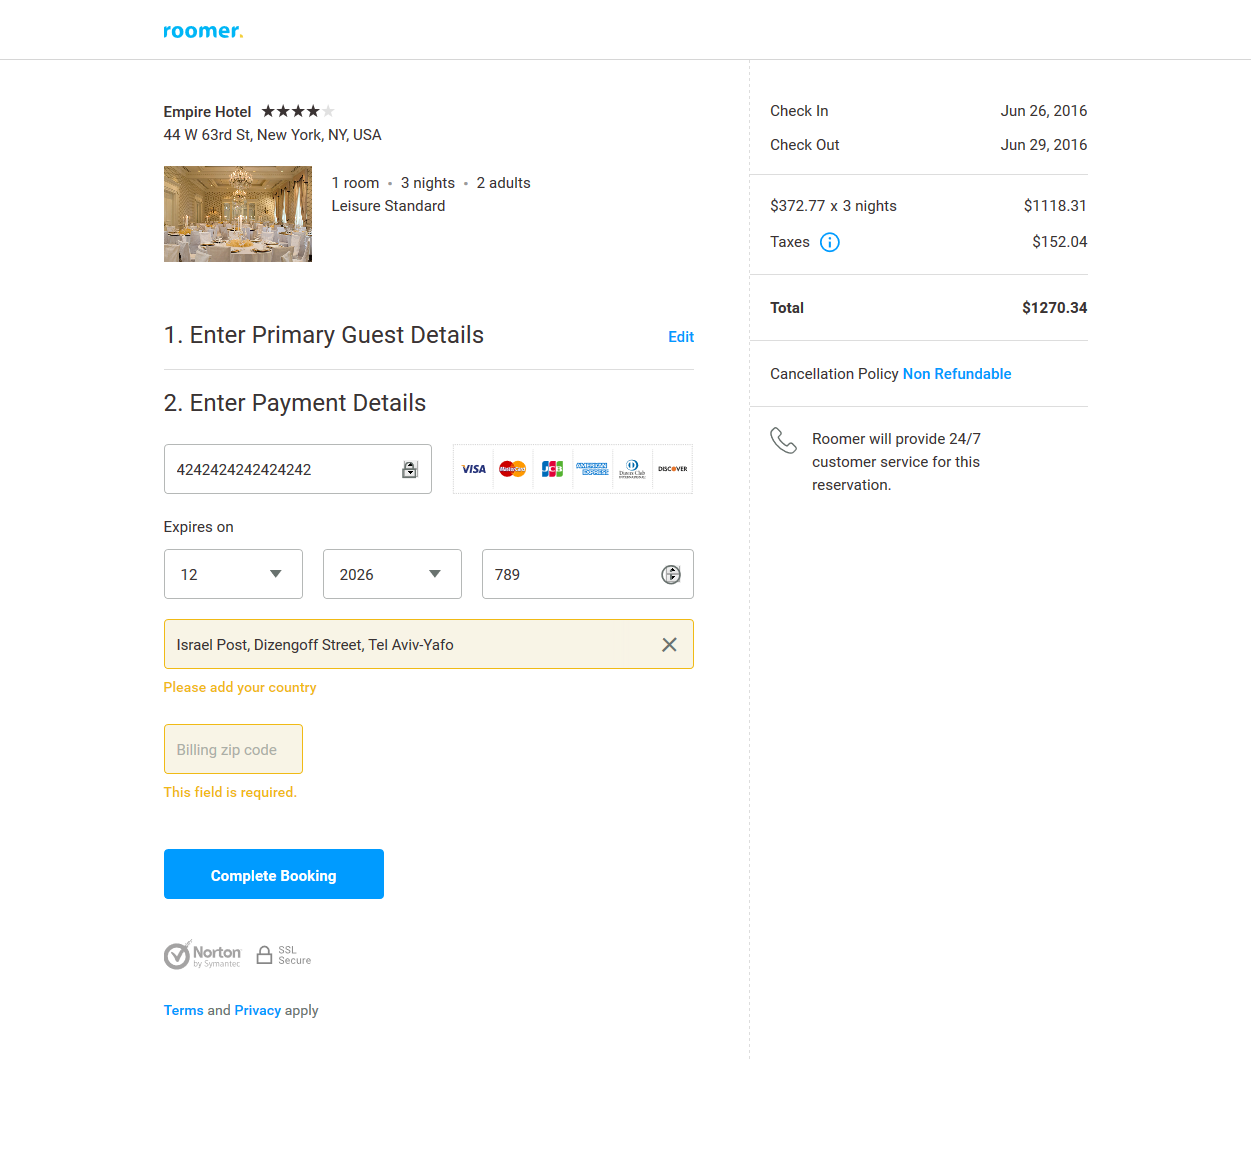 roomer.
Empire Hotel
44 W 63rd St, New York, NY, USA
1 room • 3 nights • 2 adults
Leisure Standard
1. Enter Primary Guest Details
Edit
2. Enter Payment Details
4242424242424242
VISA MasterCard JCB AMERICAN EXPRESS Diners Club INTERNATIONAL DISCOVER
Expires on
12
2026
789
Israel Post, Dizengoff Street, Tel Aviv-Yafo
Please add your country
Billing zip code
This field is required.
Complete Booking
Norton
by Symantec
SSL
Secure
Terms and Privacy apply
Check In Jun 26, 2016
Check Out Jun 29, 2016
$372.77 x 3 nights $1118.31
Taxes $152.04
Total $1270.34
Cancellation Policy Non Refundable
Roomer will provide 24/7
customer service for this
reservation.